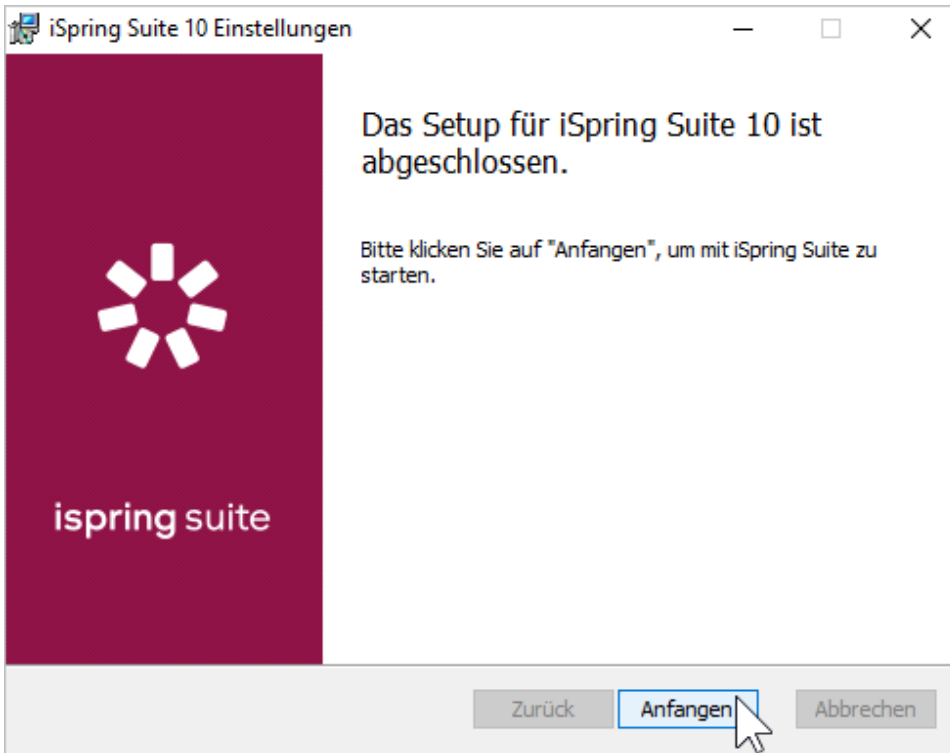 iSpring Suite 10 Einstellungen
Das Setup für iSpring Suite 10 ist
abgeschlossen.
Bitte klicken Sie auf "Anfangen", um mit iSpring Suite zu
starten.
ispring suite
Zurück Anfangen Abbrechen